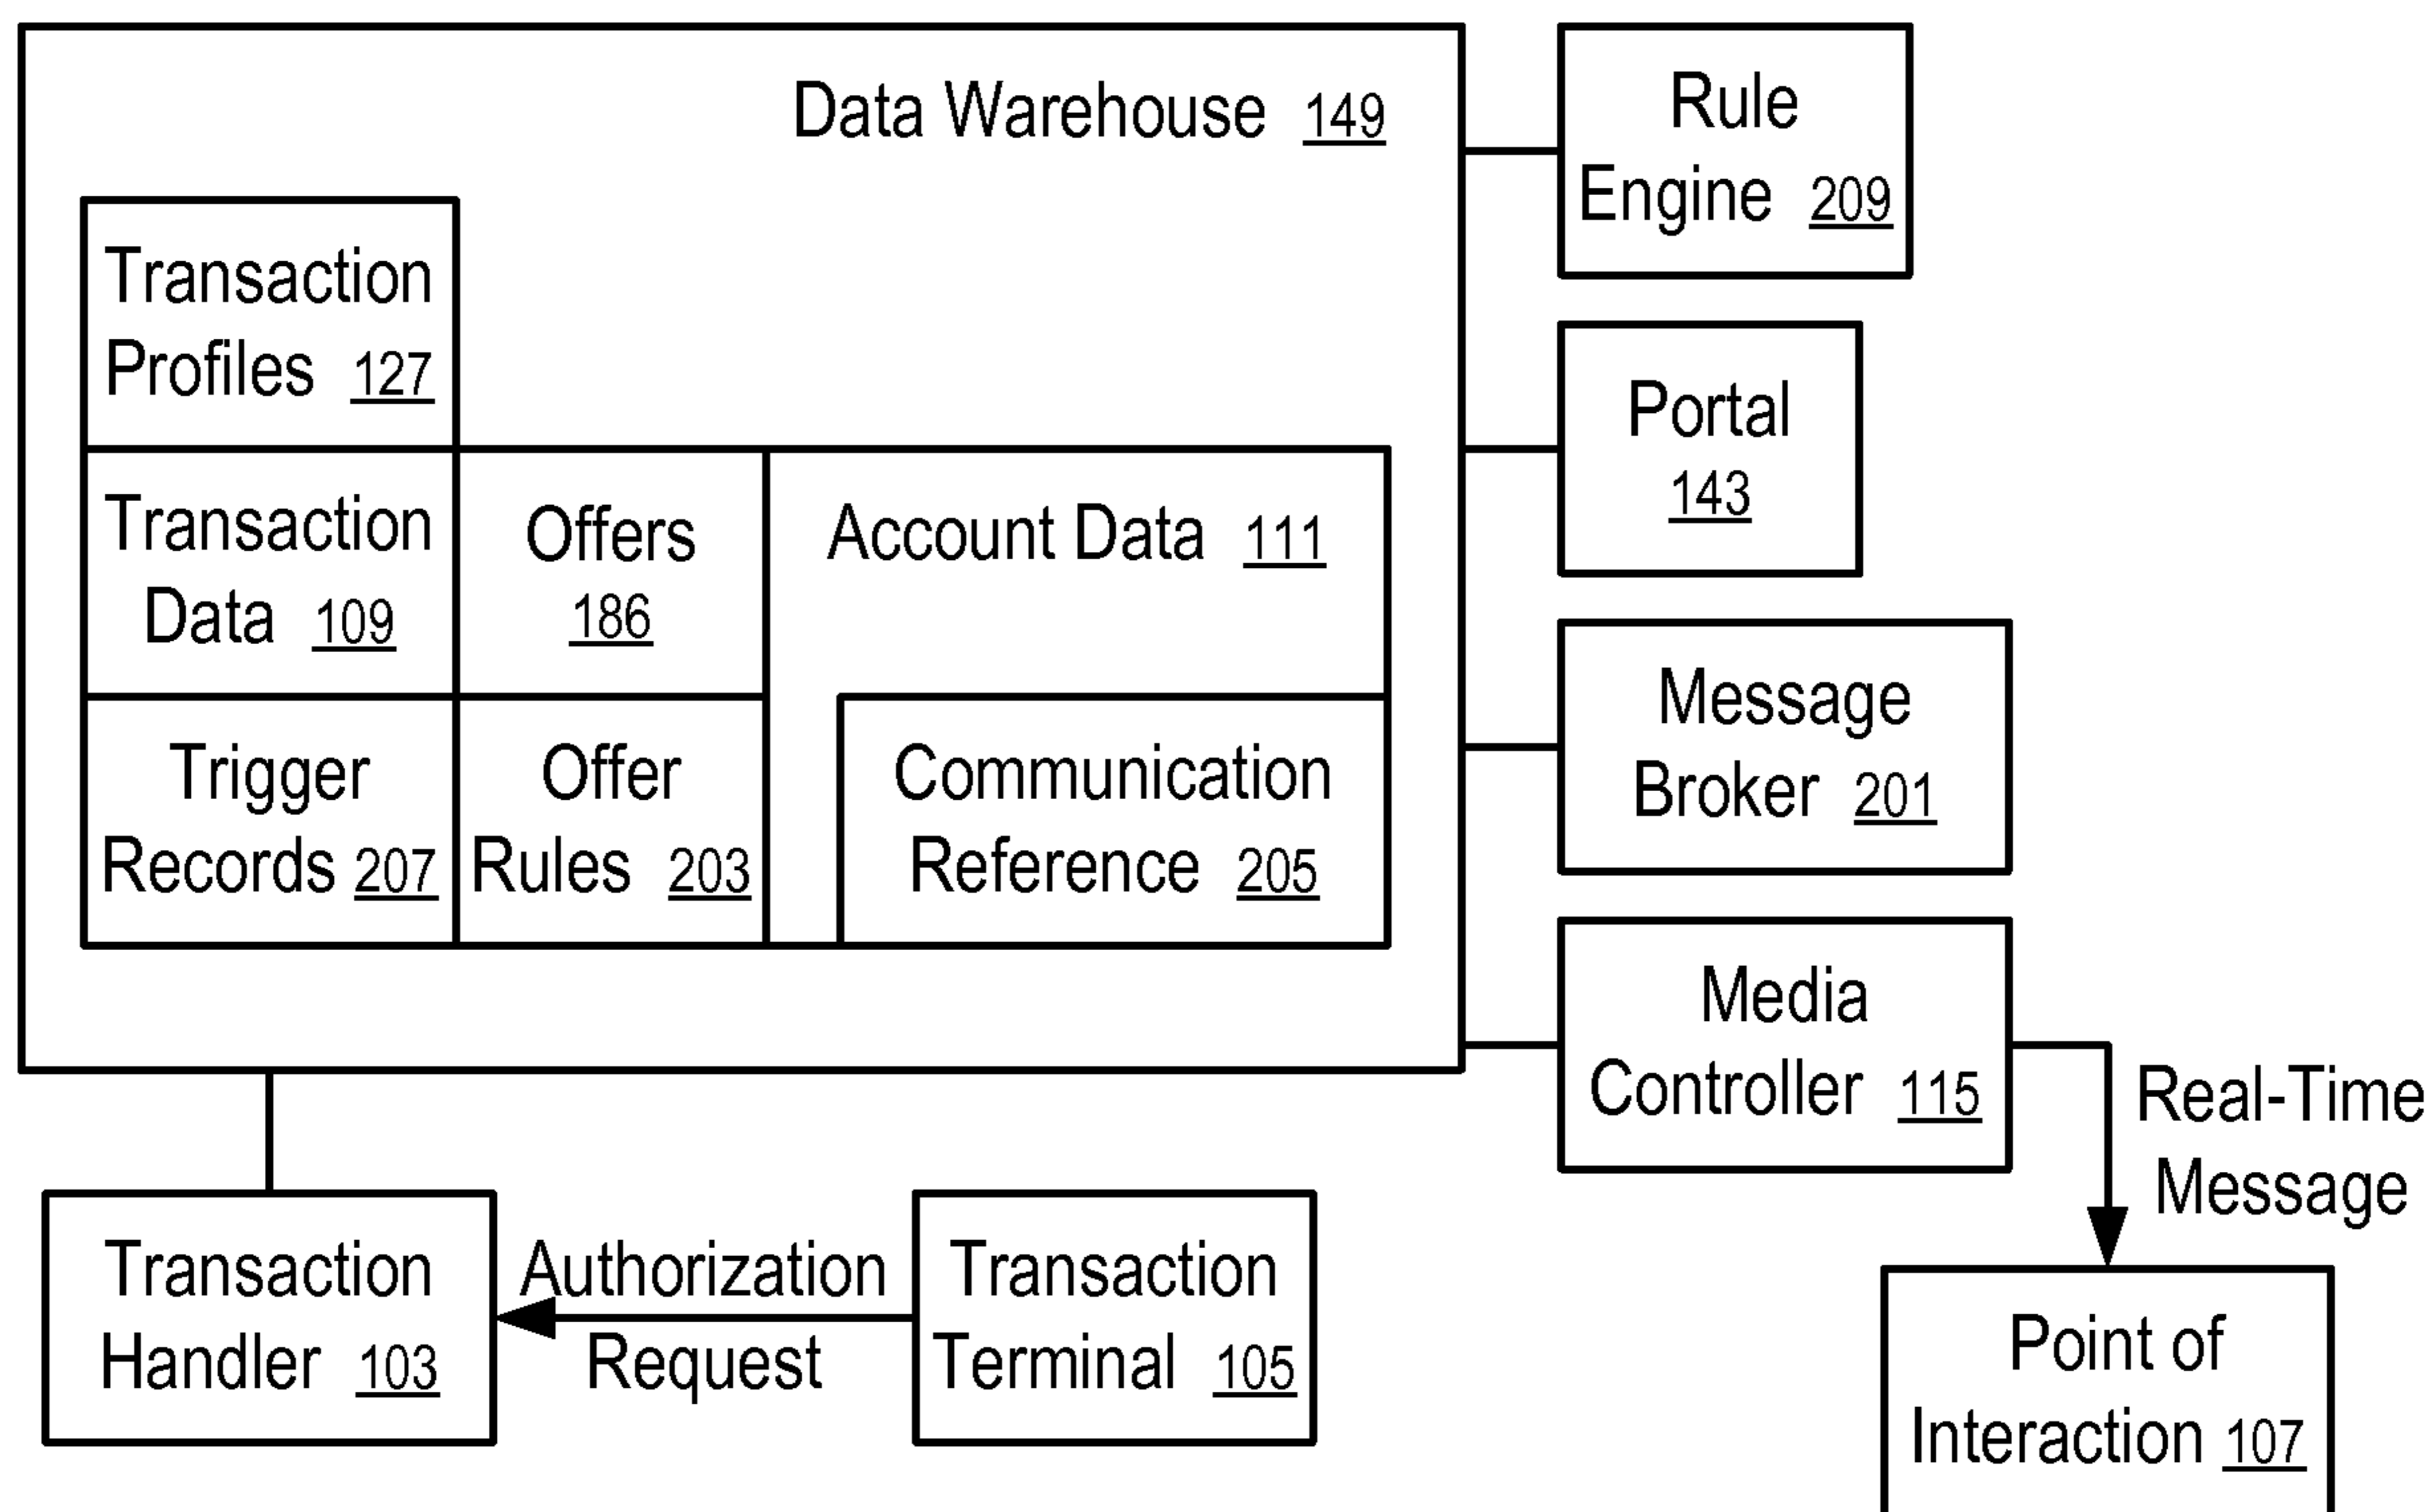 Data Warehouse 149
Transaction
Profiles 127
Transaction
Data 109
Offers
186
Account Data 111
Trigger
Records 207
Offer
Rules 203
Communication
Reference 205
Rule
Engine 209
Portal
143
Message
Broker 201
Media
Controller 115
Real-Time
Message
Transaction
Handler 103
Authorization
Request
Transaction
Terminal 105
Point of
Interaction 107